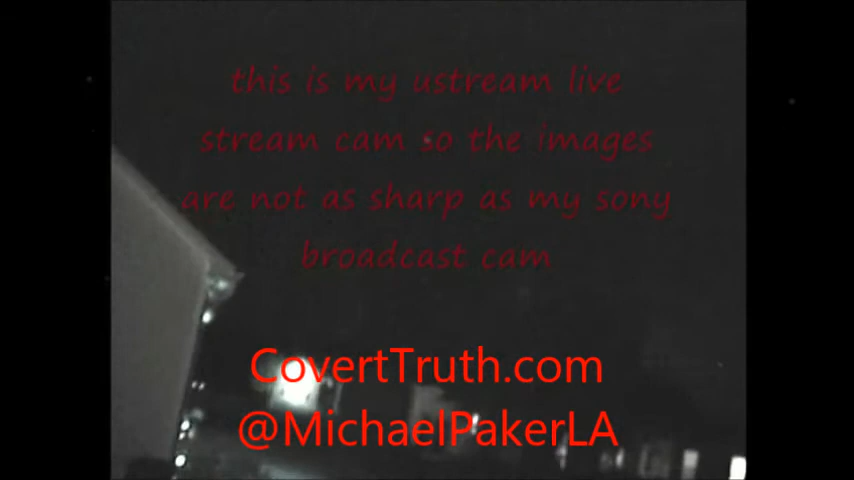 this is my ustream live
stream cam so the images
are not as sharp as my sony
broadcast cam
CovertTruth.com
@MichaelPakerLA